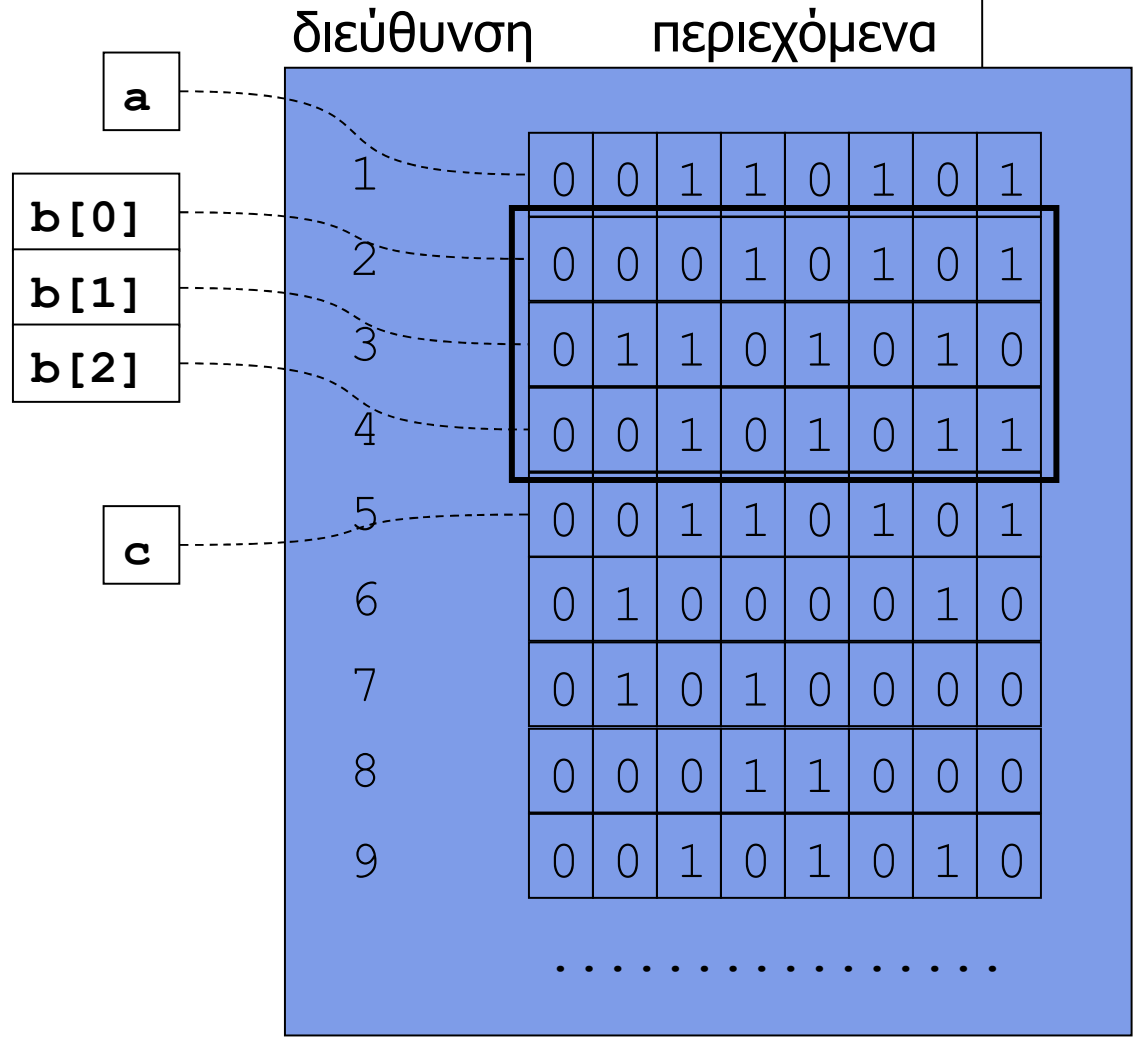 διεύθυνση περιεχόμενα
a
1 0 0 1 1 0 1 0 1
b[0]
2 0 0 0 1 0 1 0 1
b[1]
3 0 1 1 0 1 0 1 0
b[2]
4 0 0 1 0 1 0 1 1
5 0 0 1 1 0 1 0 1
c
6 0 1 0 0 0 0 1 0
7 0 1 0 1 0 0 0 0
8 0 0 0 1 1 0 0 0
9 0 0 1 0 1 0 1 0
. . . . . . . . . . . . . . . .